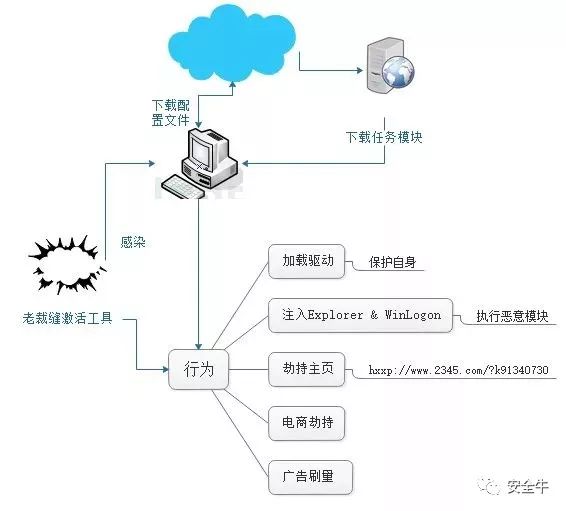 下载配
置文件
下载任务模块
感染
老裁缝激活工具
行为
加载驱动
保护自身
注入Explorer & WinLogon
执行恶意模块
劫持主页
hxxp://www.2345.com/?k91340730
电商劫持
广告刷量
安全牛